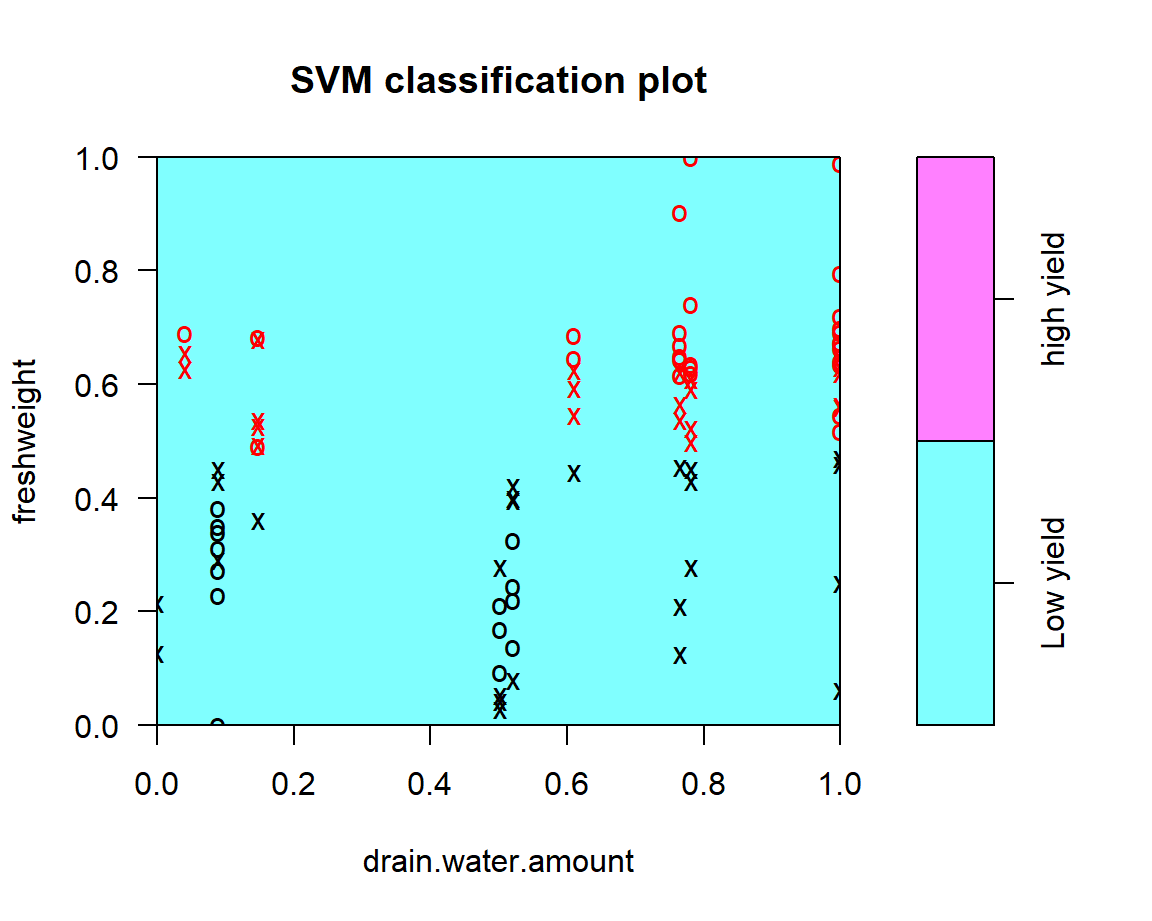 SVM classification plot
1.0
0.8
0.6
0.4
0.2
0.0
freshweight
0.0 0.2 0.4 0.6 0.8 1.0
drain.water.amount
high yield
Low yield